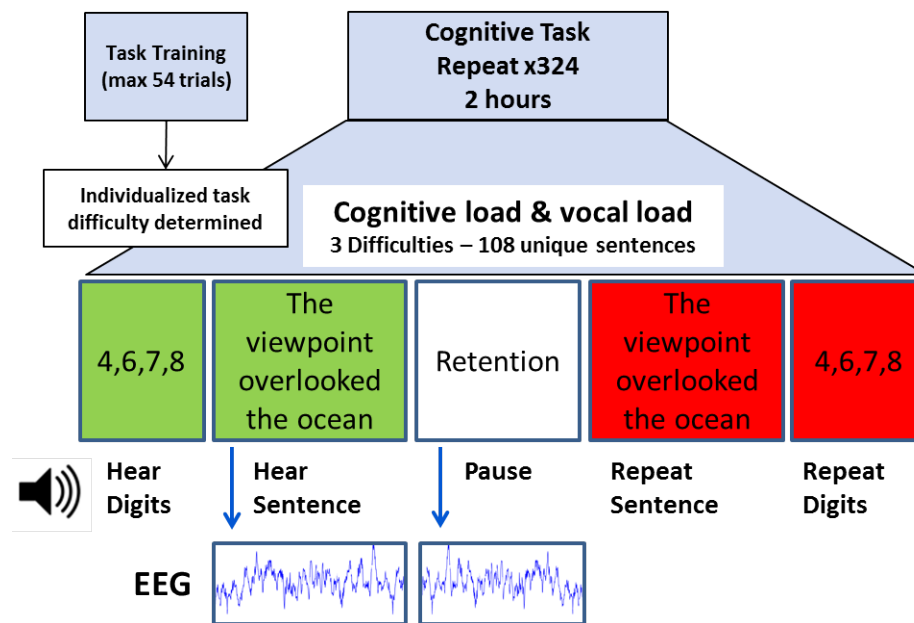 Task Training
(max 54 trials)
Cognitive Task
Repeat x324
2 hours
Individualized task
difficulty determined
Cognitive load & vocal load
3 Difficulties – 108 unique sentences
4,6,7,8
The
viewpoint
overlooked
the ocean
Retention
The
viewpoint
overlooked
the ocean
4,6,7,8
Hear
Digits
Hear
Sentence
Pause
Repeat
Sentence
Repeat
Digits
EEG